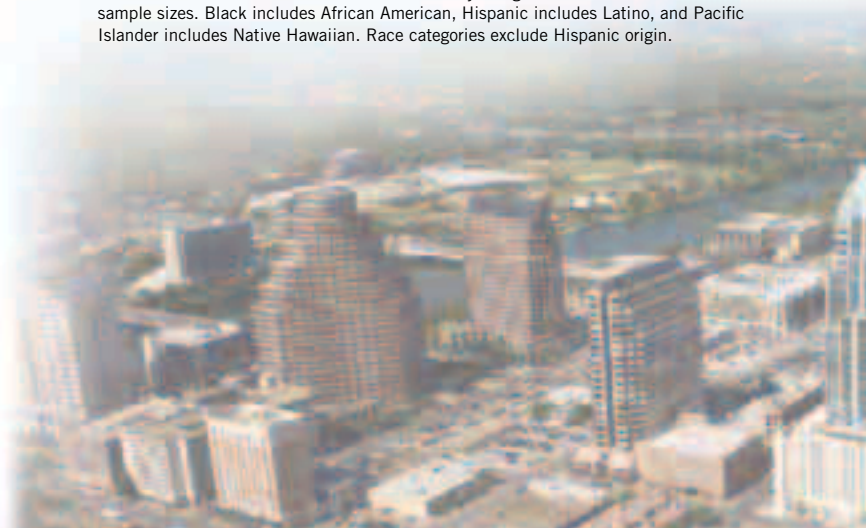 sample sizes. Black includes African American, Hispanic includes Latino, and Pacific
Islander includes Native Hawaiian. Race categories exclude Hispanic origin.